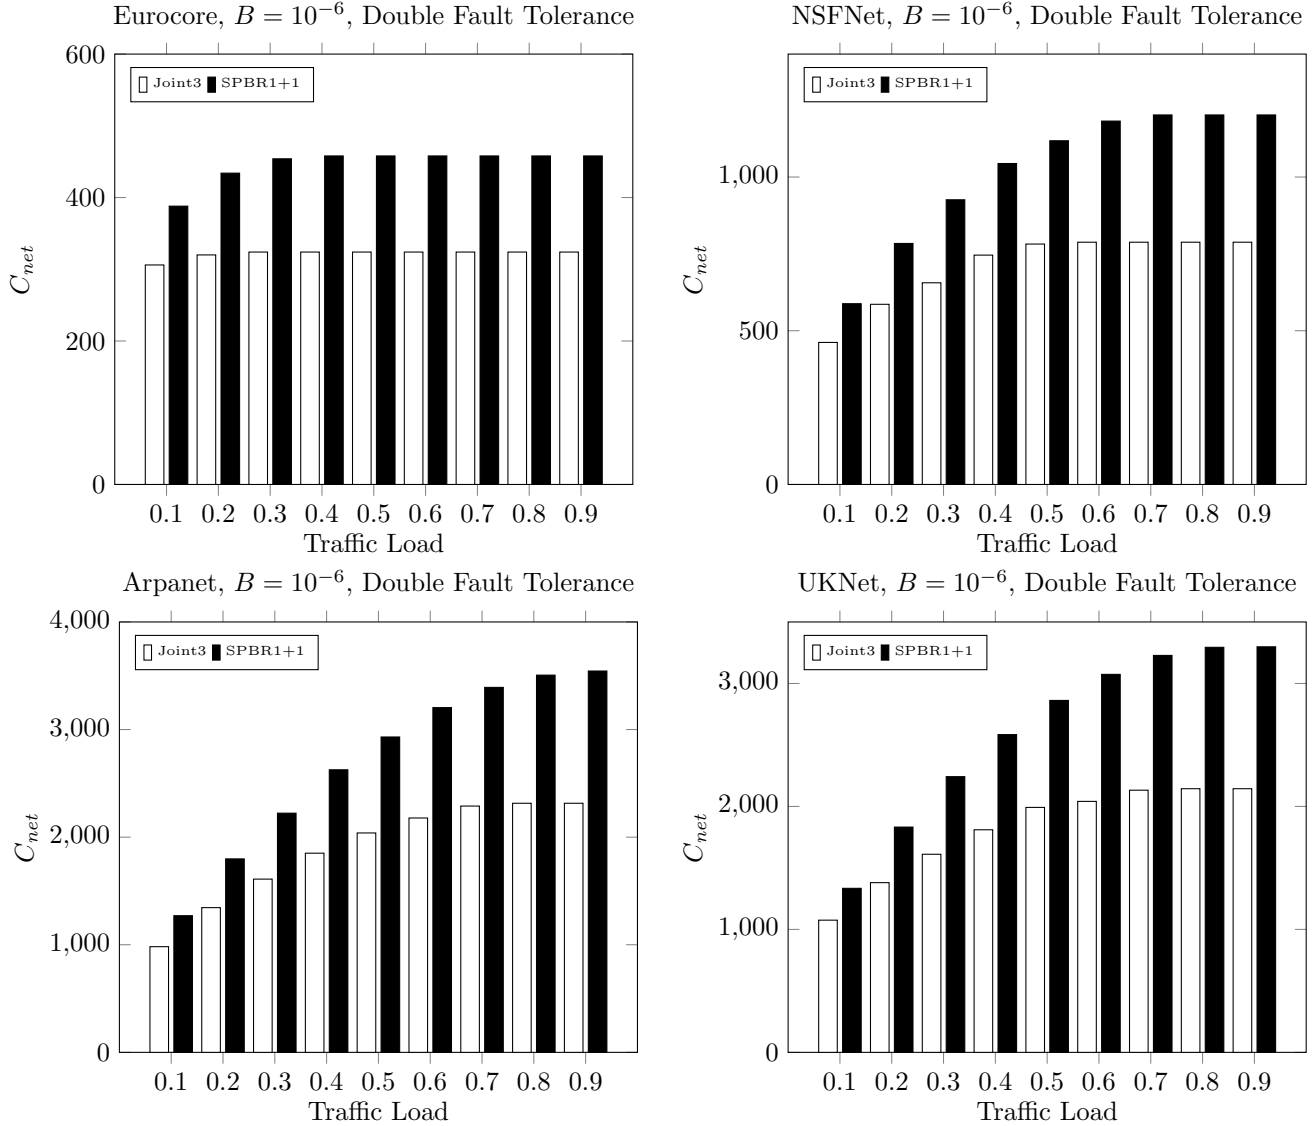 Eurocore, B = 10⁻⁶, Double Fault Tolerance
600
400
200
0
C_net
Joint3 SPBR1+1
0.1 0.2 0.3 0.4 0.5 0.6 0.7 0.8 0.9
Traffic Load
NSFNet, B = 10⁻⁶, Double Fault Tolerance
1,000
500
0
C_net
Joint3 SPBR1+1
0.1 0.2 0.3 0.4 0.5 0.6 0.7 0.8 0.9
Traffic Load
Arpanet, B = 10⁻⁶, Double Fault Tolerance
4,000
3,000
2,000
1,000
0
C_net
Joint3 SPBR1+1
0.1 0.2 0.3 0.4 0.5 0.6 0.7 0.8 0.9
Traffic Load
UKNet, B = 10⁻⁶, Double Fault Tolerance
3,000
2,000
1,000
0
C_net
Joint3 SPBR1+1
0.1 0.2 0.3 0.4 0.5 0.6 0.7 0.8 0.9
Traffic Load